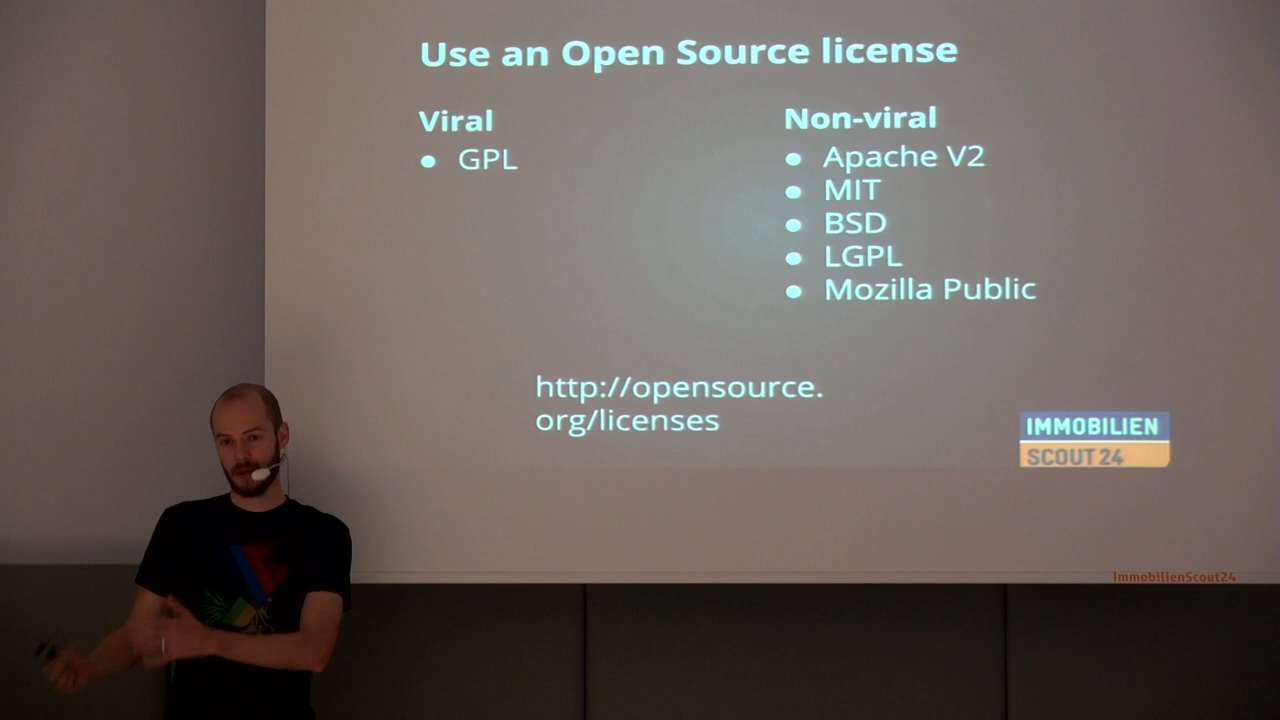 Use an Open Source license
Viral
● GPL
Non-viral
● Apache V2
● MIT
● BSD
● LGPL
● Mozilla Public
http://opensource.
org/licenses
IMMOBILIEN
SCOUT 24
ImmobilienScout24